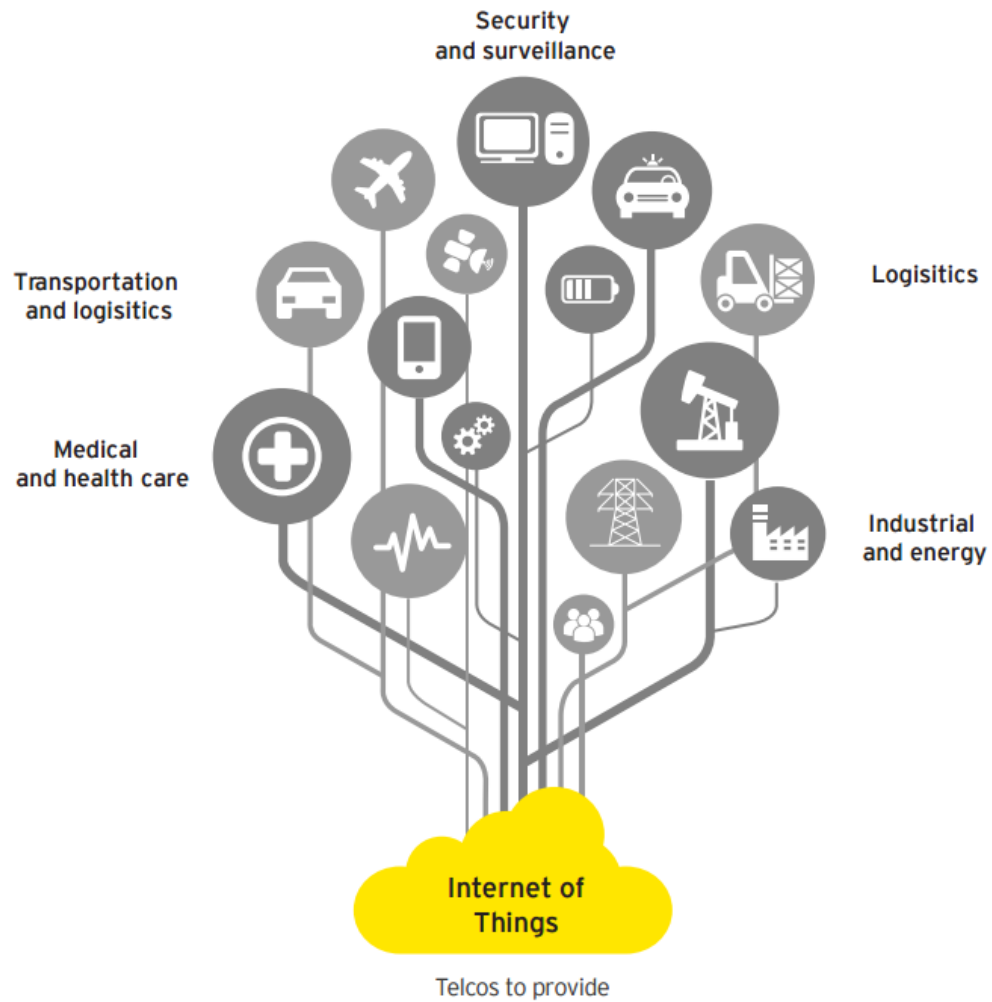 Security
and surveillance
Transportation
and logisitics
Logisitics
Medical
and health care
Industrial
and energy
Internet of
Things
Telcos to provide